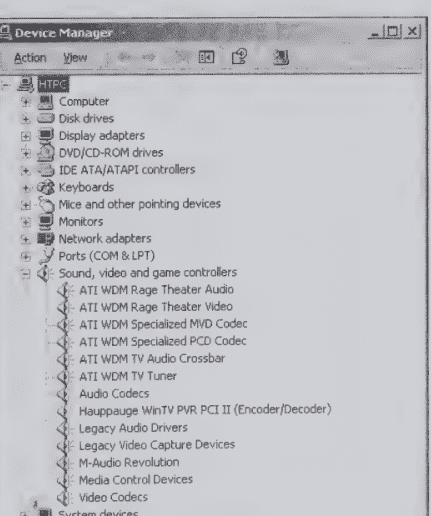 Device Manager
Action View
HTPC
Computer
Disk drives
Display adapters
DVD/CD-ROM drives
IDE ATA/ATAPI controllers
Keyboards
Mice and other pointing devices
Monitors
Network adapters
Ports (COM & LPT)
Sound, video and game controllers
ATI WDM Rage Theater Audio
ATI WDM Rage Theater Video
ATI WDM Specialized MVD Codec
ATI WDM Specialized PCD Codec
ATI WDM TV Audio Crossbar
ATI WDM TV Tuner
Audio Codecs
Hauppauge WinTV PVR PCI II (Encoder/Decoder)
Legacy Audio Drivers
Legacy Video Capture Devices
M-Audio Revolution
Media Control Devices
Video Codecs
System devices